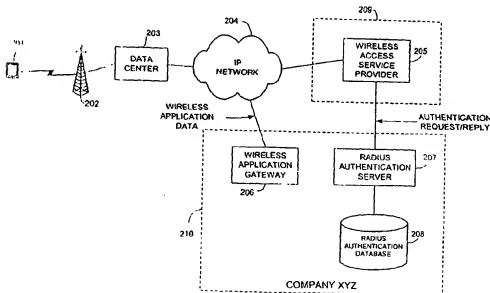 209
204
203
DATA
CENTER
202
IP
NETWORK
WIRELESS
ACCESS
SERVICE
PROVIDER
205
WIRELESS
APPLICATION
DATA
AUTHENTICATION
REQUEST/REPLY
WIRELESS
APPLICATION
GATEWAY
206
RADIUS
AUTHENTICATION
SERVER
207
210
RADIUS
AUTHENTICATION
DATABASE
208
COMPANY XYZ